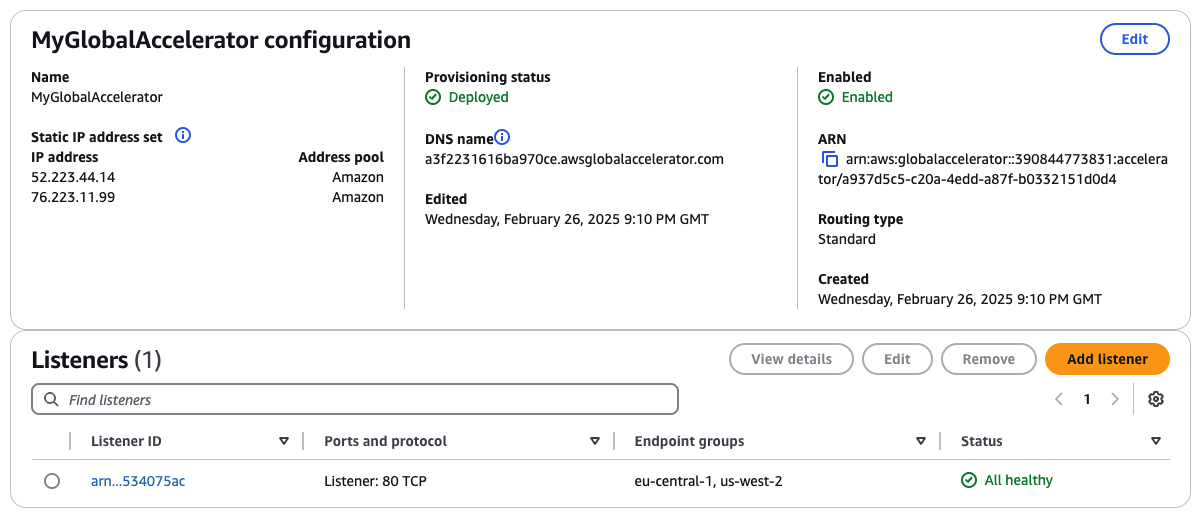 MyGlobalAccelerator configuration
Edit
Name
MyGlobalAccelerator
Static IP address set
IP address Address pool
52.223.44.14 Amazon
76.223.11.99 Amazon
Provisioning status
Deployed
DNS name
a3f2231616ba970ce.awsglobalaccelerator.com
Edited
Wednesday, February 26, 2025 9:10 PM GMT
Enabled
Enabled
ARN
arn:aws:globalaccelerator::390844773831:accelera
tor/a937d5c5-c20a-4edd-a87f-b0332151d0d4
Routing type
Standard
Created
Wednesday, February 26, 2025 9:10 PM GMT
Listeners (1)
View details Edit Remove Add listener
Find listeners
1
Listener ID Ports and protocol Endpoint groups Status
arn...534075ac Listener: 80 TCP eu-central-1, us-west-2 All healthy